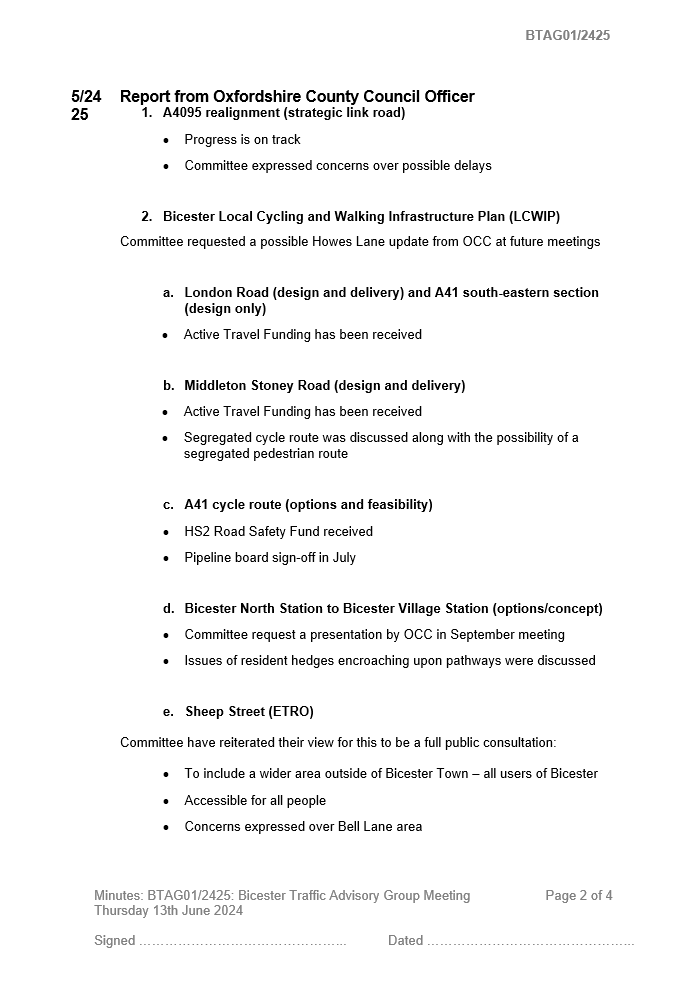 BTAG01/2425
5/24 Report from Oxfordshire County Council Officer
25 1. A4095 realignment (strategic link road)
• Progress is on track
• Committee expressed concerns over possible delays
2. Bicester Local Cycling and Walking Infrastructure Plan (LCWIP)
Committee requested a possible Howes Lane update from OCC at future meetings
a. London Road (design and delivery) and A41 south-eastern section
(design only)
• Active Travel Funding has been received
b. Middleton Stoney Road (design and delivery)
• Active Travel Funding has been received
• Segregated cycle route was discussed along with the possibility of a
segregated pedestrian route
c. A41 cycle route (options and feasibility)
• HS2 Road Safety Fund received
• Pipeline board sign-off in July
d. Bicester North Station to Bicester Village Station (options/concept)
• Committee request a presentation by OCC in September meeting
• Issues of resident hedges encroaching upon pathways were discussed
e. Sheep Street (ETRO)
Committee have reiterated their view for this to be a full public consultation:
• To include a wider area outside of Bicester Town – all users of Bicester
• Accessible for all people
• Concerns expressed over Bell Lane area
Minutes: BTAG01/2425: Bicester Traffic Advisory Group Meeting Page 2 of 4
Thursday 13th June 2024
Signed ………………………………………... Dated ………………………………………...